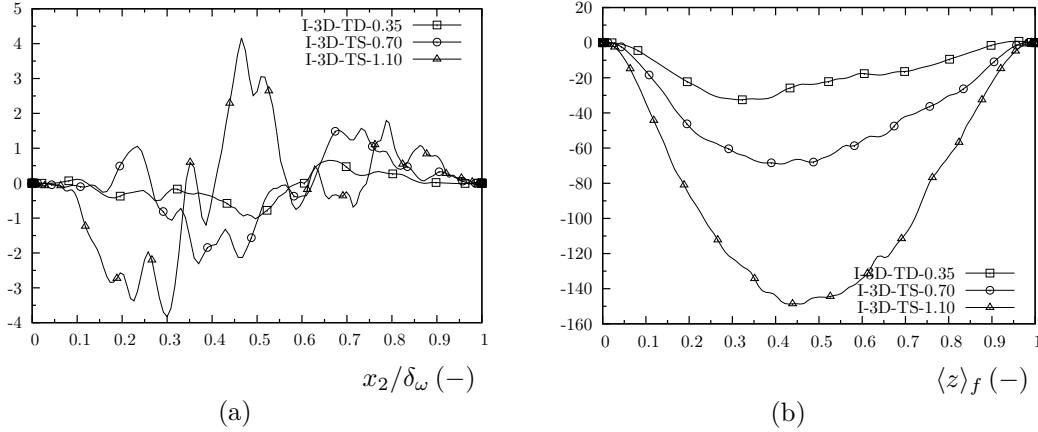 I-3D-TD-0.35
I-3D-TS-0.70
I-3D-TS-1.10
5
4
3
2
1
0
-1
-2
-3
-4
0 0.1 0.2 0.3 0.4 0.5 0.6 0.7 0.8 0.9 1
x₂/δω (−)
(a)
20
0
-20
-40
-60
-80
-100
-120
-140
-160
I-3D-TD-0.35
I-3D-TS-0.70
I-3D-TS-1.10
0 0.1 0.2 0.3 0.4 0.5 0.6 0.7 0.8 0.9 1
⟨z⟩f (−)
(b)